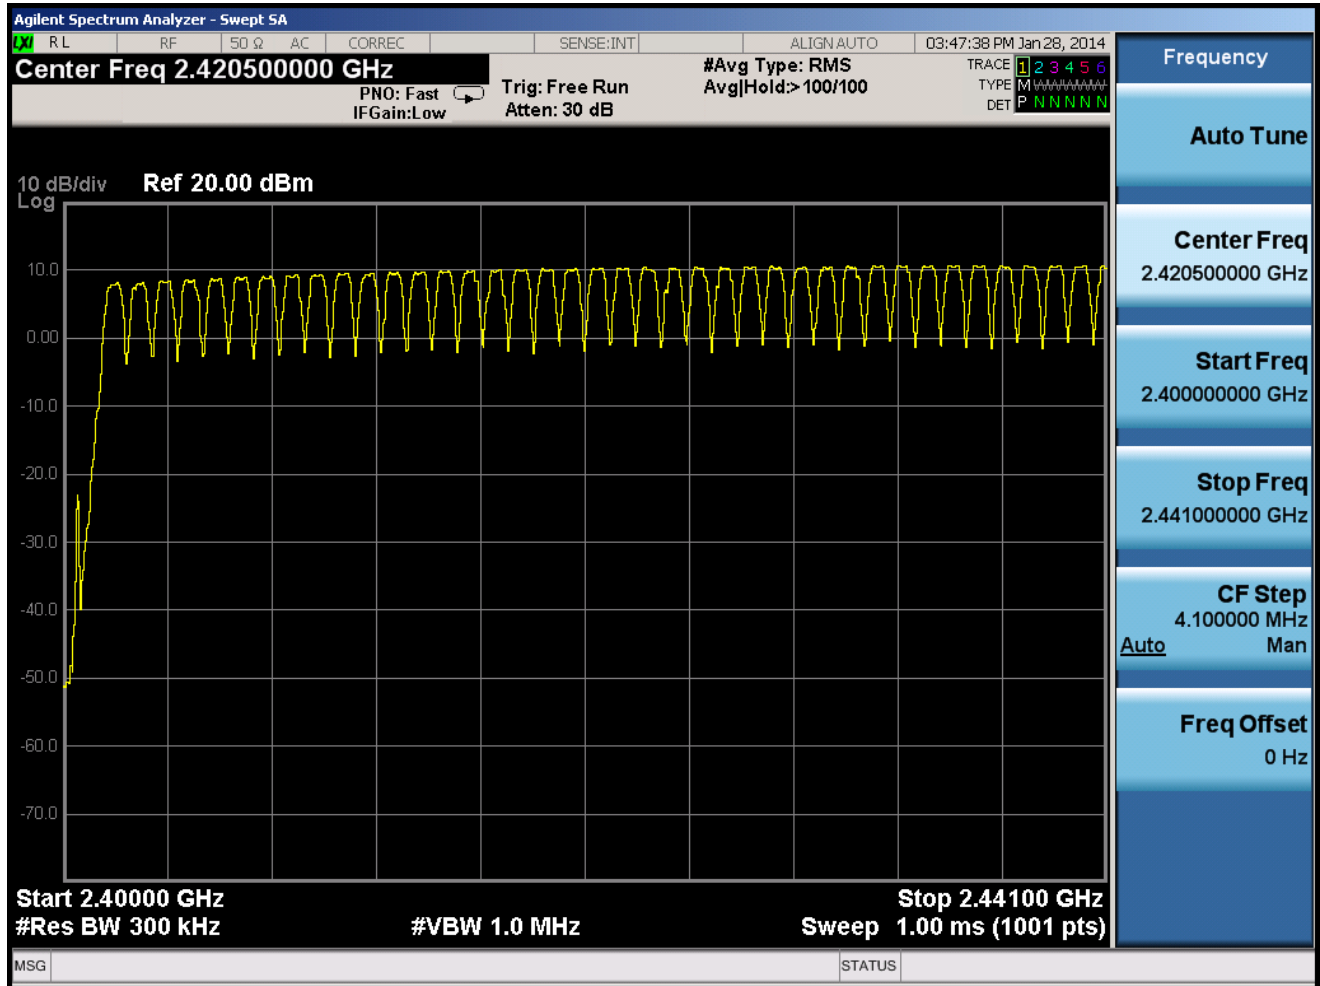 Agilent Spectrum Analyzer - Swept SA
LXI RL RF 50 Ω AC CORREC SENSE:INT ALIGN AUTO 03:47:38 PM Jan 28, 2014
Center Freq 2.420500000 GHz
PNO: Fast
IFGain:Low
Trig: Free Run
Atten: 30 dB
#Avg Type: RMS
Avg|Hold:>100/100
TRACE 1 2 3 4 5 6
TYPE M WWWWW
DET P N N N N N
10 dB/div
Log
Ref 20.00 dBm
10.0
0.00
-10.0
-20.0
-30.0
-40.0
-50.0
-60.0
-70.0
Start 2.40000 GHz
Stop 2.44100 GHz
#Res BW 300 kHz
#VBW 1.0 MHz
Sweep 1.00 ms (1001 pts)
MSG
STATUS
Frequency
Auto Tune
Center Freq
2.420500000 GHz
Start Freq
2.400000000 GHz
Stop Freq
2.441000000 GHz
CF Step
4.100000 MHz
Auto Man
Freq Offset
0 Hz